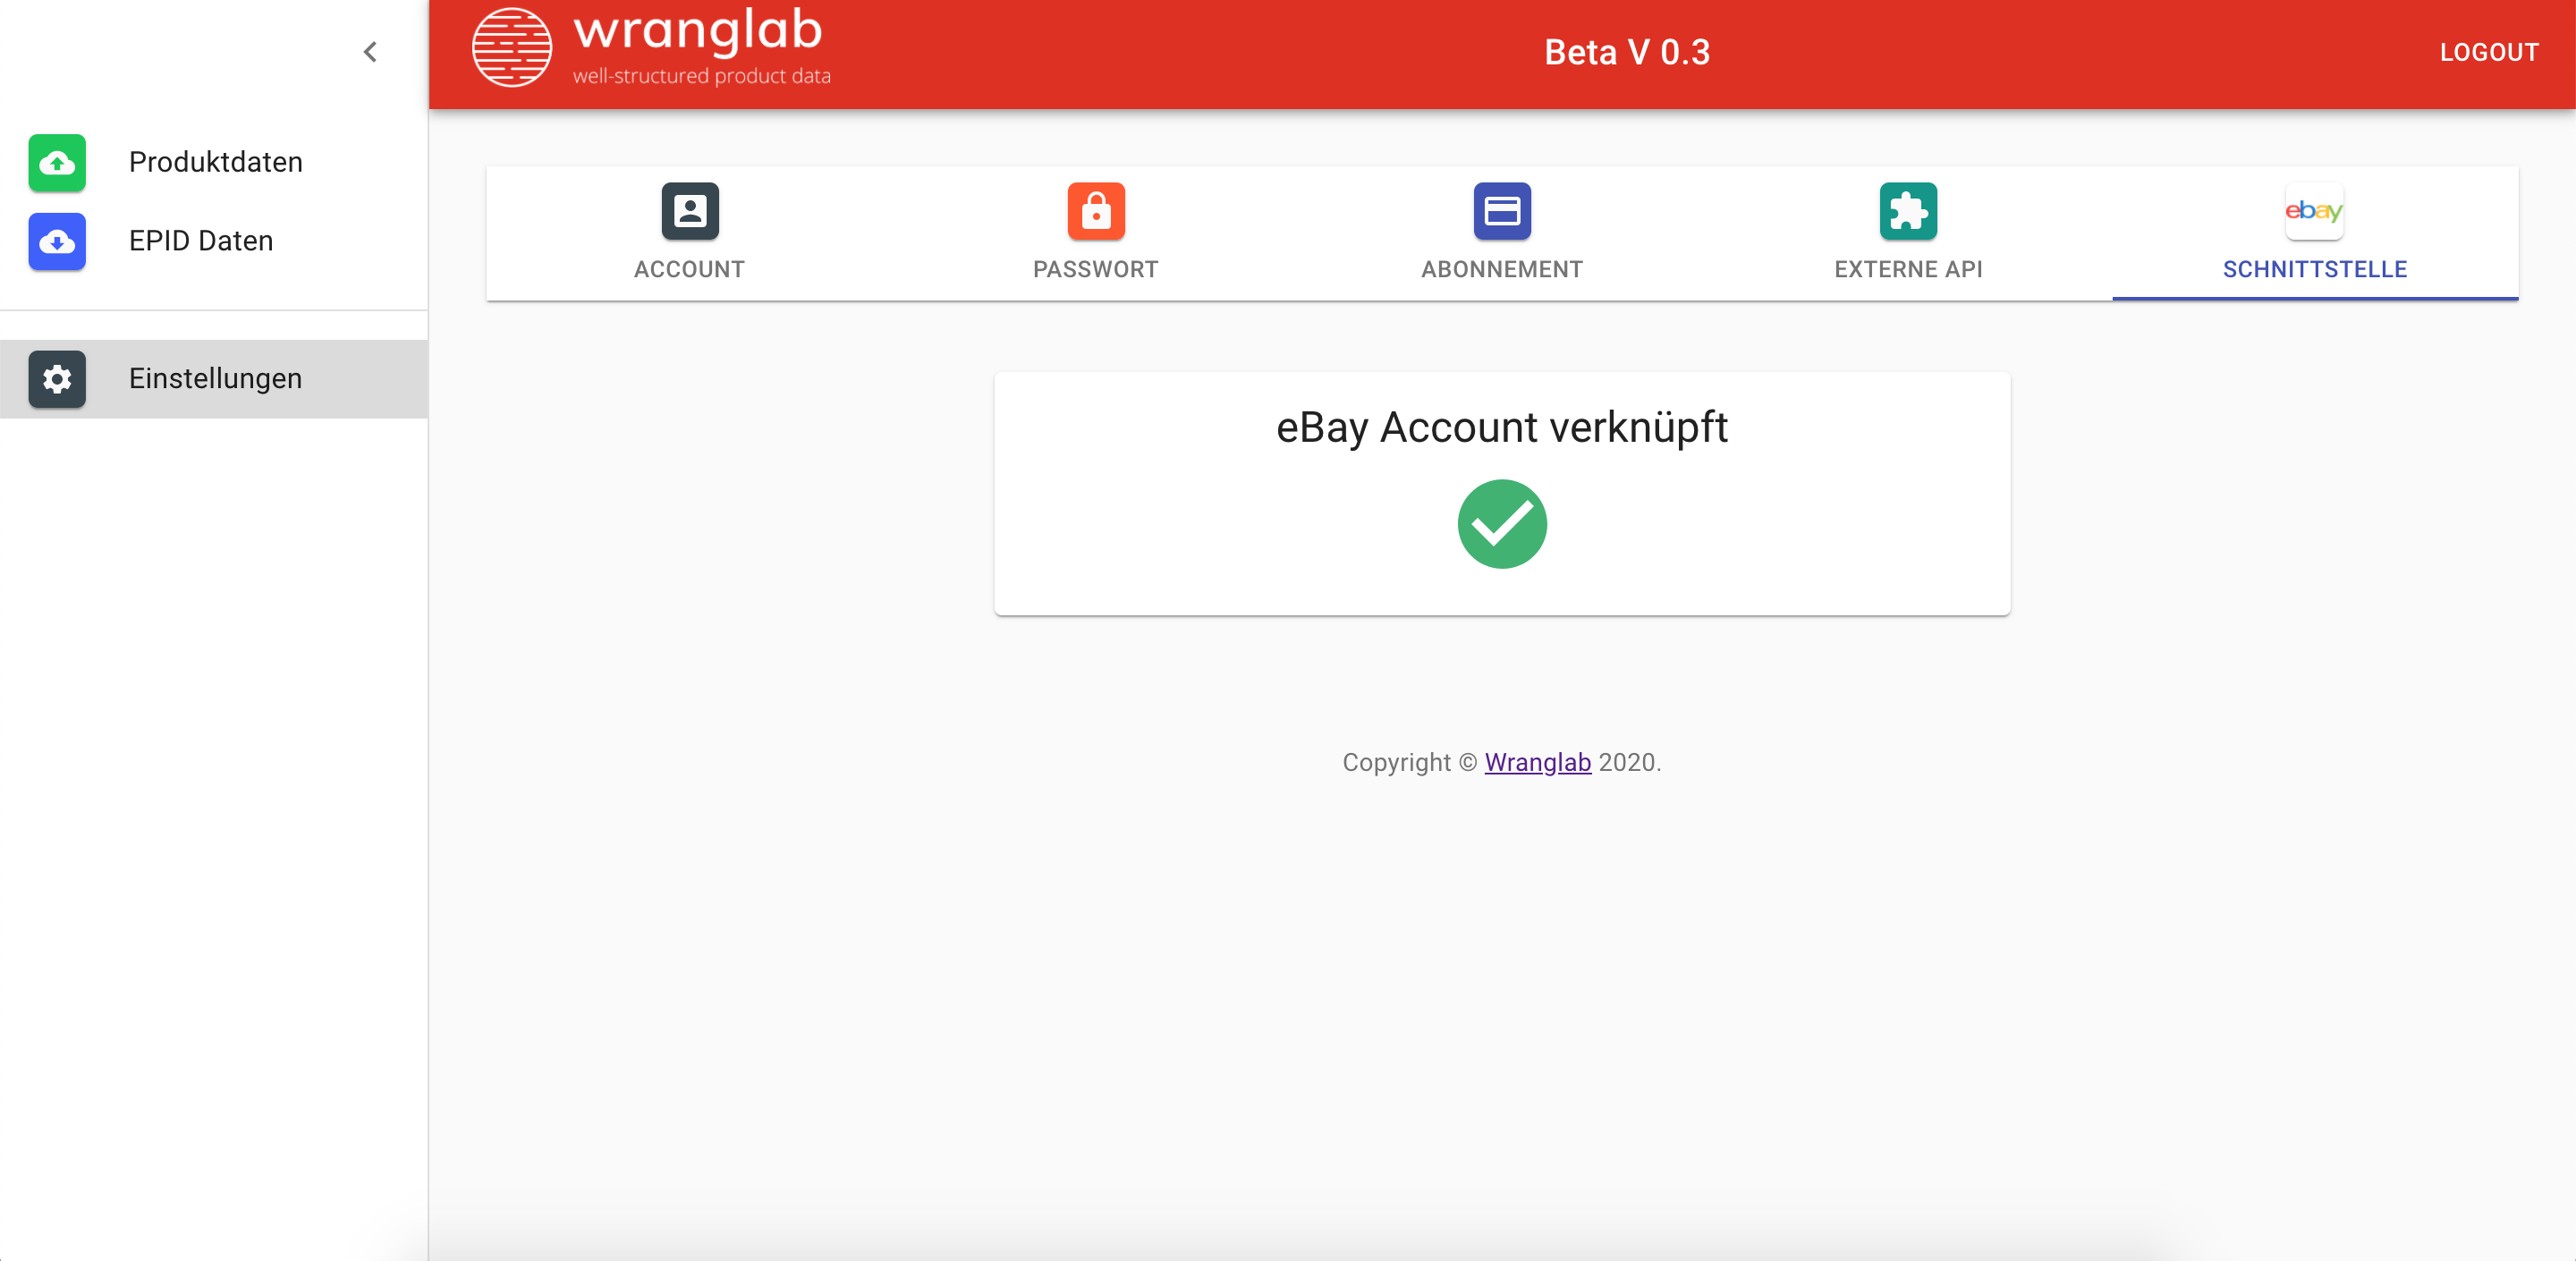 wranglab
well-structured product data
Beta V 0.3
LOGOUT
Produktdaten
EPID Daten
Einstellungen
ACCOUNT
PASSWORT
ABONNEMENT
EXTERNE API
ebay
SCHNITTSTELLE
eBay Account verknüpft
Copyright © Wranglab 2020.